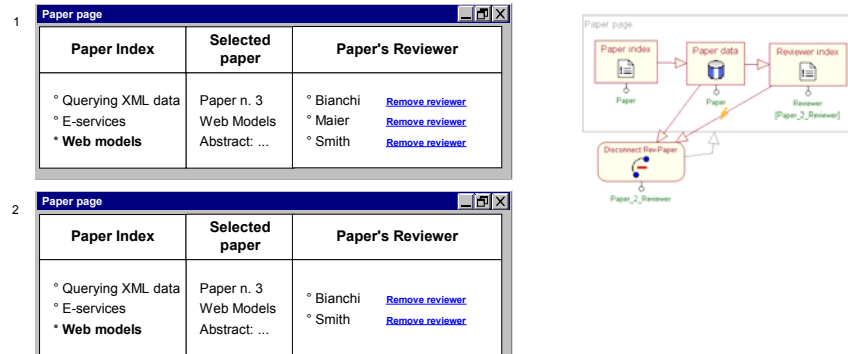 1
Paper page
Paper Index
Selected paper
Paper's Reviewer
° Querying XML data
° E-services
* Web models
Paper n. 3
Web Models
Abstract: ...
° Bianchi Remove reviewer
° Maier Remove reviewer
° Smith Remove reviewer
2
Paper page
Paper Index
Selected paper
Paper's Reviewer
° Querying XML data
° E-services
* Web models
Paper n. 3
Web Models
Abstract: ...
° Bianchi Remove reviewer
° Smith Remove reviewer
Paper page
Paper index
Paper data
Reviewer index
Paper
Paper
Reviewer
[Paper_2_Reviewer]
Disconnect Rev-Paper
Paper_2_Reviewer